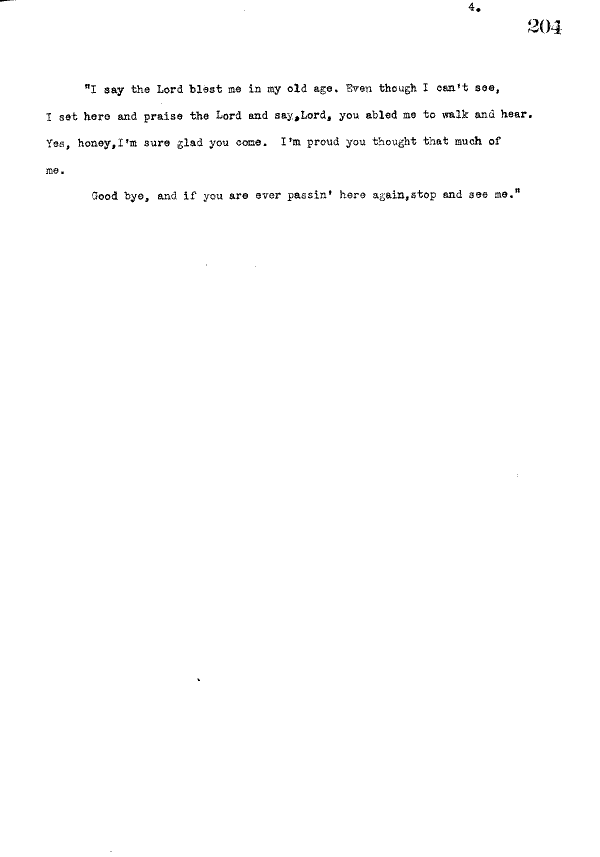 4.
204
"I say the Lord blest me in my old age. Even though I can't see,
I set here and praise the Lord and say,Lord, you abled me to walk and hear.
Yes, honey,I'm sure glad you come. I'm proud you thought that much of
me.
Good bye, and if you are ever passin' here again,stop and see me."